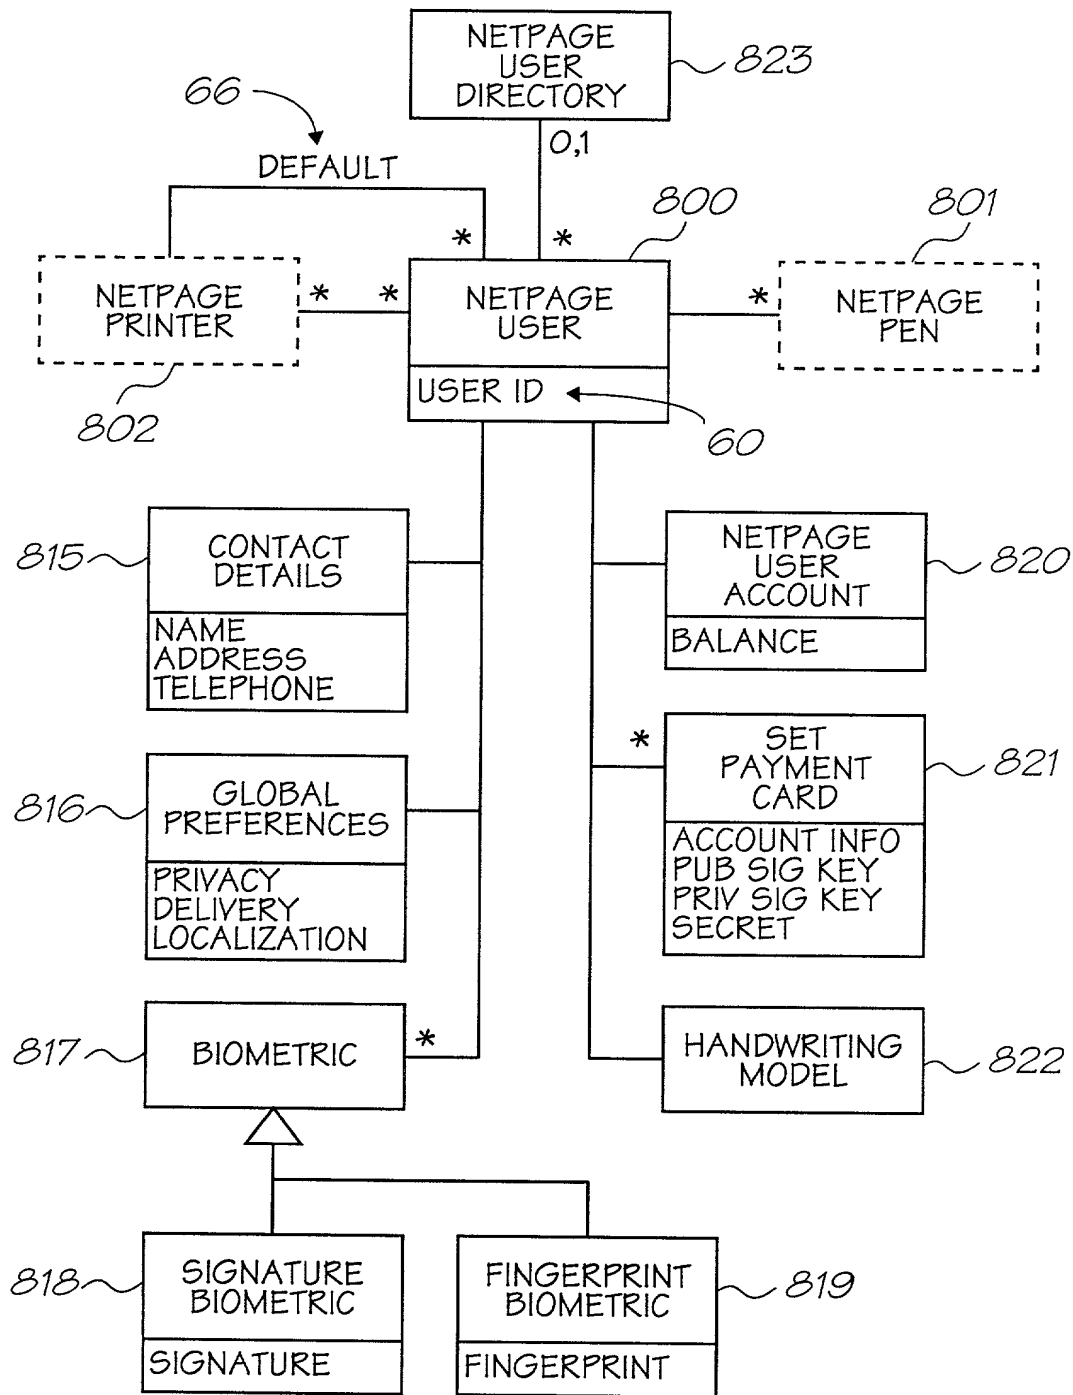 NETPAGE
USER
DIRECTORY
823
66
0,1
DEFAULT
800
801
*
*
NETPAGE
PRINTER
*
*
NETPAGE
USER
*
NETPAGE
PEN
USER ID
802
60
815
CONTACT
DETAILS
NAME
ADDRESS
TELEPHONE
NETPAGE
USER
ACCOUNT
820
BALANCE
816
GLOBAL
PREFERENCES
PRIVACY
DELIVERY
LOCALIZATION
*
SET
PAYMENT
CARD
821
ACCOUNT INFO
PUB SIG KEY
PRIV SIG KEY
SECRET
817
BIOMETRIC
*
HANDWRITING
MODEL
822
818
SIGNATURE
BIOMETRIC
SIGNATURE
FINGERPRINT
BIOMETRIC
819
FINGERPRINT